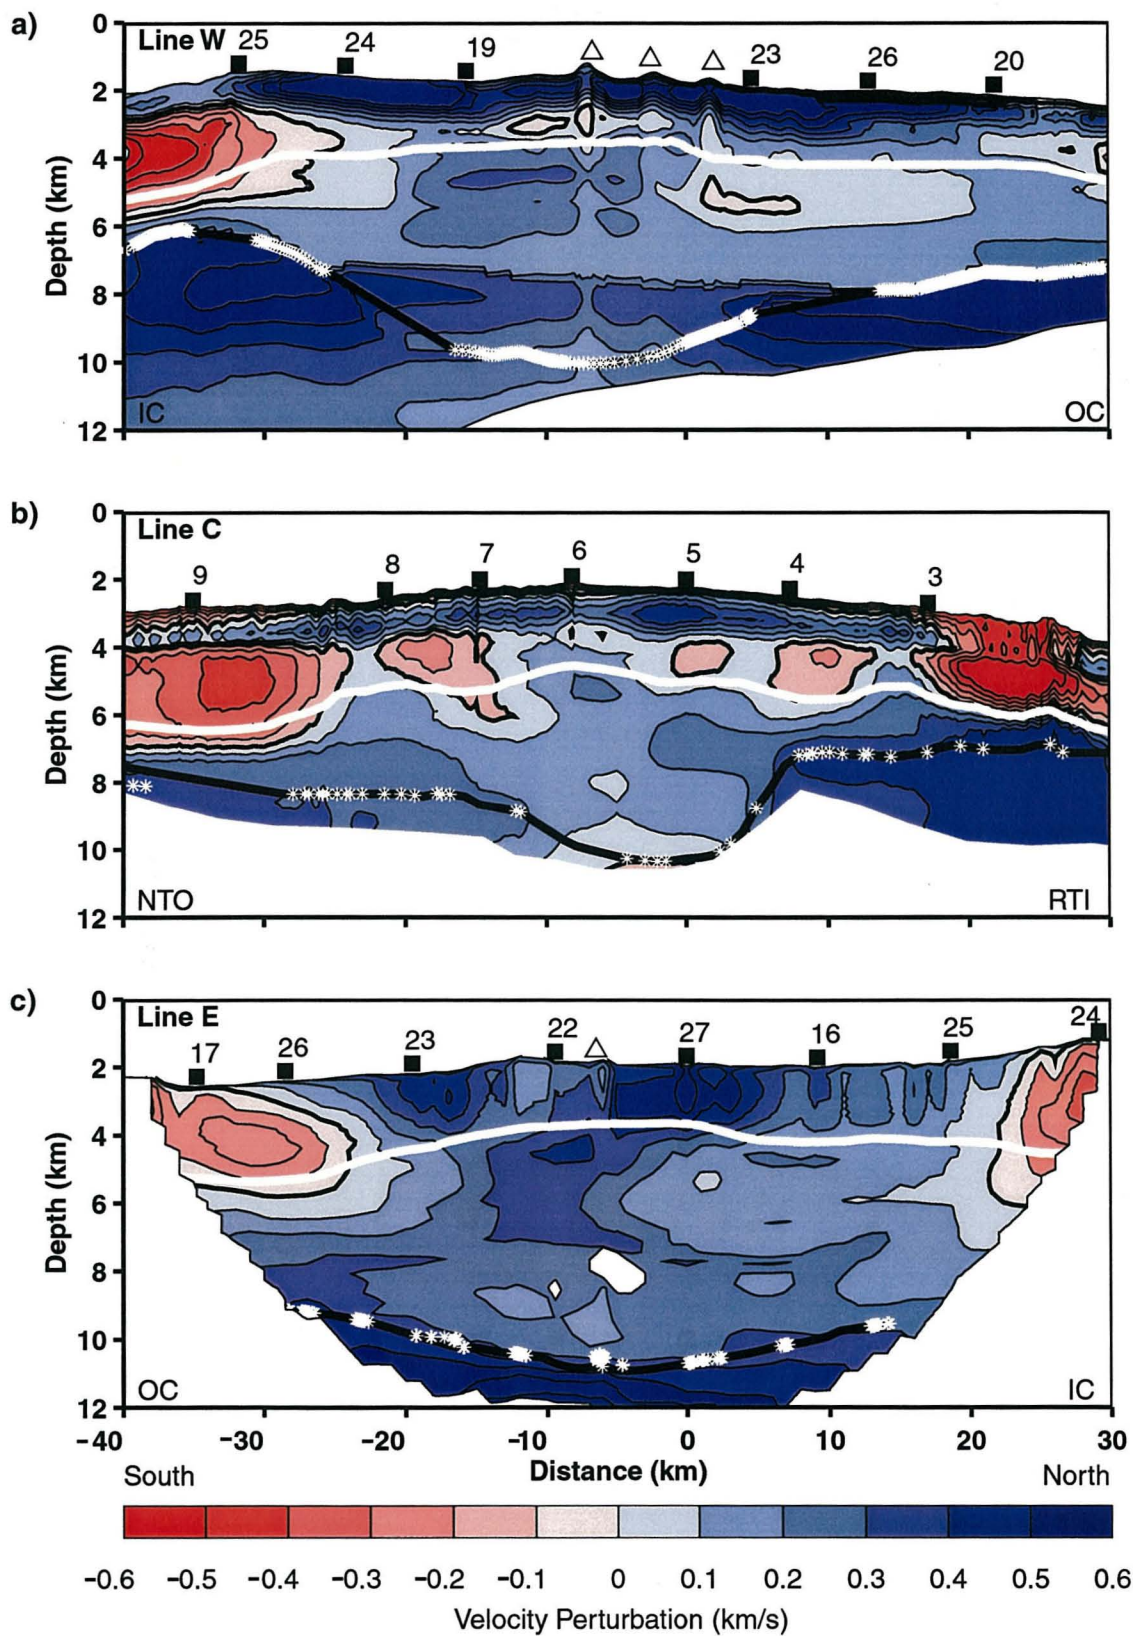 a)
Line W
25 24 19 △ △ △ 23 26 20
0
2
4
6
8
10
12
Depth (km)
IC OC
b)
Line C
9 8 7 6 5 4 3
0
2
4
6
8
10
12
Depth (km)
NTO RTI
c)
Line E
17 26 23 22 △ 27 16 25 24
0
2
4
6
8
10
12
Depth (km)
OC IC
−40 −30 −20 −10 0 10 20 30
South Distance (km) North
−0.6 −0.5 −0.4 −0.3 −0.2 −0.1 0 0.1 0.2 0.3 0.4 0.5 0.6
Velocity Perturbation (km/s)